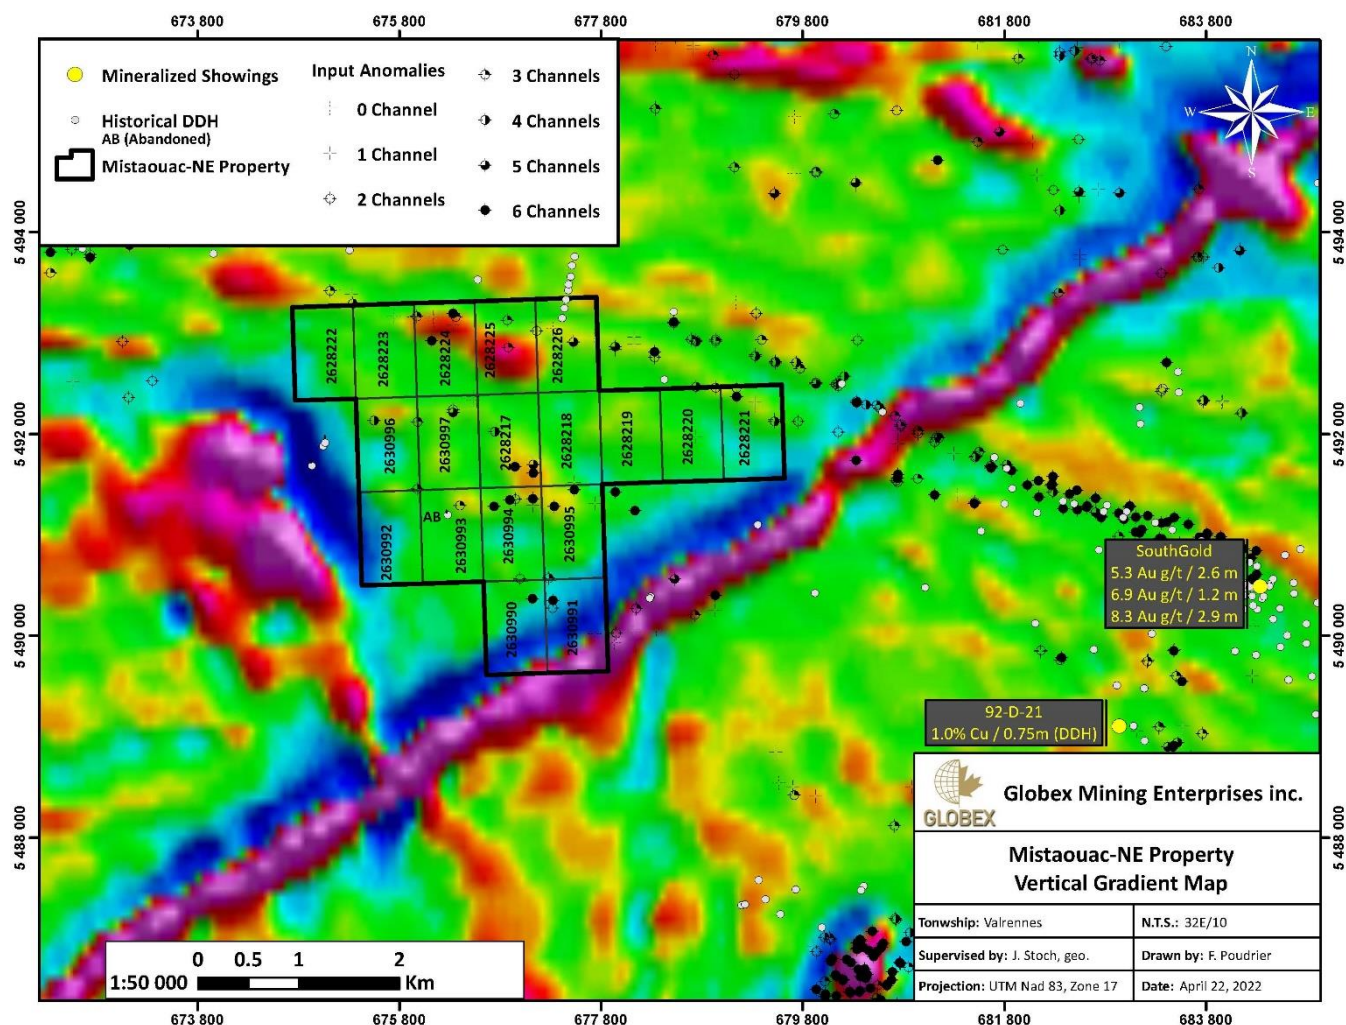 673 800
675 800
677 800
679 800
681 800
683 800
Mineralized Showings
Historical DDH
AB (Abandoned)
Mistaouac-NE Property
Input Anomalies
0 Channel
1 Channel
2 Channels
3 Channels
4 Channels
5 Channels
6 Channels
N
W
E
S
5 494 000
5 494 000
2628222
2628223
2628224
2628225
2628226
2630996
2630997
2628217
2628218
2628219
2628220
2628221
5 492 000
5 492 000
AB
2630992
2630993
2630994
2630995
SouthGold
5.3 Au g/t / 2.6 m
6.9 Au g/t / 1.2 m
8.3 Au g/t / 2.9 m
2630990
2630991
5 490 000
5 490 000
92-D-21
1.0% Cu / 0.75m (DDH)
GLOBEX
Globex Mining Enterprises inc.
5 488 000
5 488 000
Mistaouac-NE Property
Vertical Gradient Map
Tonwship: Valrennes
N.T.S.: 32E/10
Supervised by: J. Stoch, geo.
Drawn by: F. Poudrier
Projection: UTM Nad 83, Zone 17
Date: April 22, 2022
0 0.5 1 2
1:50 000
Km
673 800
675 800
677 800
679 800
681 800
683 800